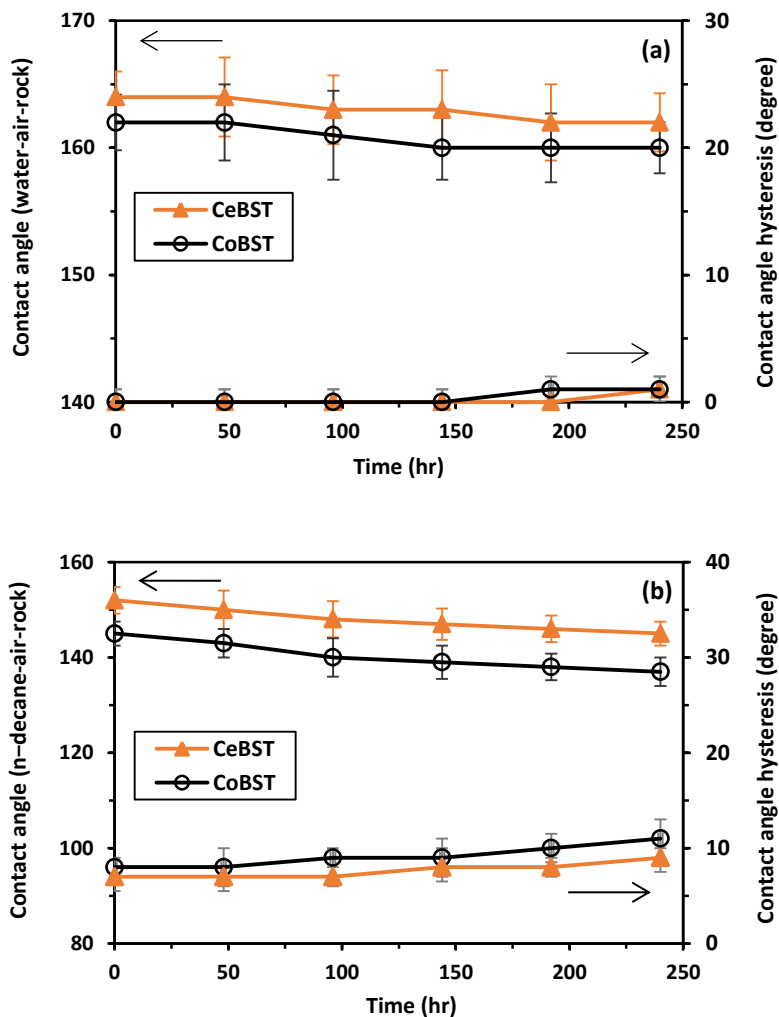 170
160
150
140
30
20
10
0
(a)
CeBST
CoBST
0
50
100
150
200
250
Time (hr)
Contact angle (water-air-rock)
Contact angle hysteresis (degree)
160
140
120
100
80
40
30
20
10
0
(b)
CeBST
CoBST
0
50
100
150
200
250
Time (hr)
Contact angle (n–decane-air-rock)
Contact angle hysteresis (degree)